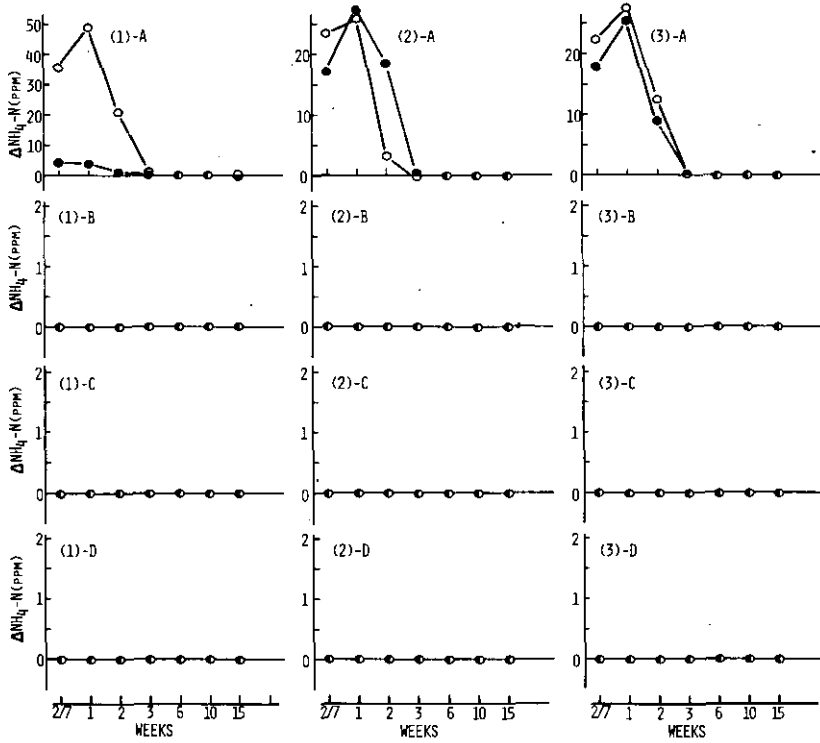 50
40
30
20
10
0
ΔNH4-N(PPM)
(1)-A
20
10
0
(2)-A
20
10
0
(3)-A
2
1
0
ΔNH4-N(PPM)
(1)-B
2
1
0
(2)-B
2
1
0
(3)-B
2
1
0
ΔNH4-N(PPM)
(1)-C
2
1
0
(2)-C
2
1
0
(3)-C
2
1
0
ΔNH4-N(PPM)
(1)-D
2
1
0
(2)-D
2
1
0
(3)-D
2/7 1 2 3 6 10 15
WEEKS
2/7 1 2 3 6 10 15
WEEKS
2/7 1 2 3 6 10 15
WEEKS